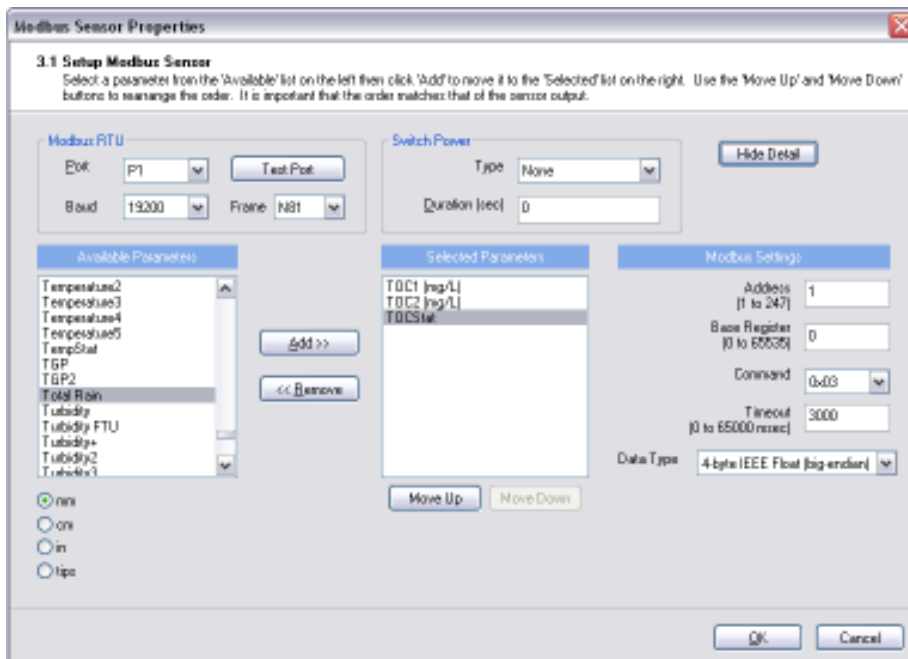 Modbus Sensor Properties
3.1 Setup Modbus Sensor
Select a parameter from the 'Available' list on the left then click 'Add' to move it to the 'Selected' list on the right. Use the 'Move Up' and 'Move Down'
buttons to rearrange the order. It is important that the order matches that of the sensor output.
Modbus RTU
Port P1 Test Port
Baud 19200 Frame N81
Switch Power
Type None
Duration (sec) 0
Hide Detail
Available Parameters
Temperature2
Temperature3
Temperature4
Temperature5
TempStat
TGP
TGP2
Total Rain
Turbidity
Turbidity FTU
Turbidity+
Turbidity2
Turbidity3
mm
cm
in
tips
Add >>
<< Remove
Selected Parameters
TOC1 (mg/L)
TOC2 (mg/L)
TOCStat
Move Up Move Down
Modbus Settings
Address
(1 to 247) 1
Base Register
(0 to 65535) 0
Command 0x03
Timeout
(0 to 65000 msec) 3000
Data Type 4-byte IEEE Float (big-endian)
OK Cancel